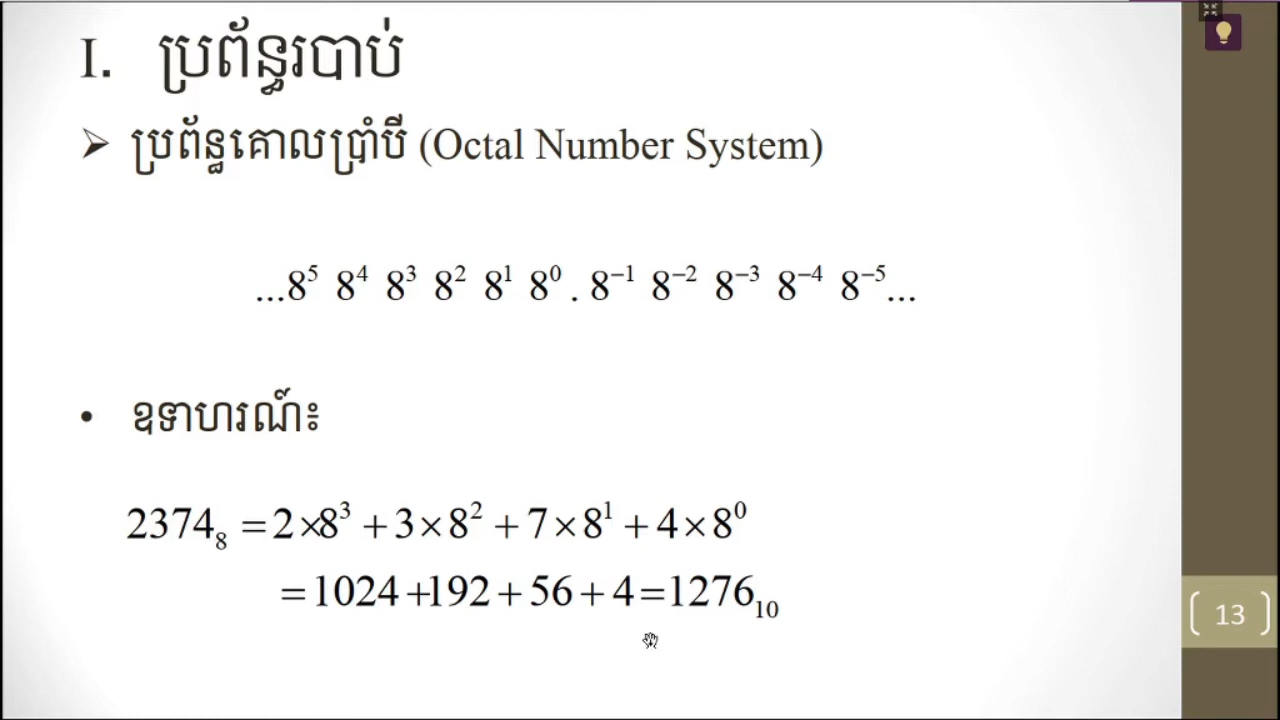 I. ប្រព័ន្ធរបាប់
➢ ប្រព័ន្ធគោលប្រាំបី (Octal Number System)
...8⁵ 8⁴ 8³ 8² 8¹ 8⁰ . 8⁻¹ 8⁻² 8⁻³ 8⁻⁴ 8⁻⁵...
• ឧទាហរណ៍៖
2374₈ = 2×8³ + 3×8² + 7×8¹ + 4×8⁰
= 1024 + 192 + 56 + 4 = 1276₁₀
13